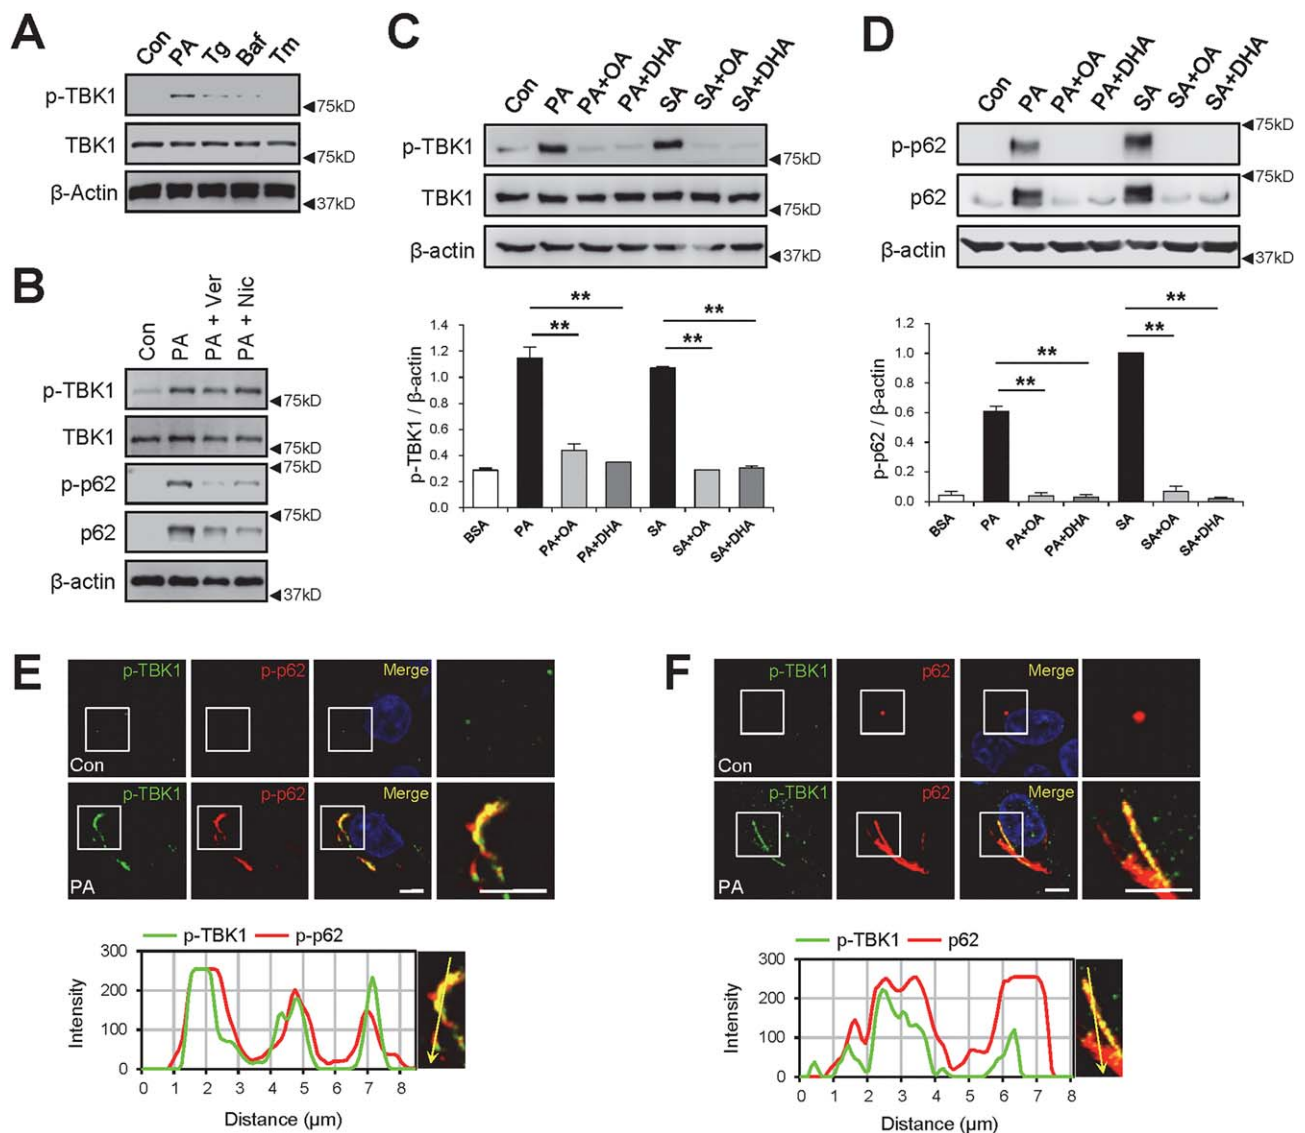 A
Con PA Tg Baf Tm
p-TBK1
◄75kD
TBK1
◄75kD
β-Actin
◄37kD
B
Con PA PA + Ver PA + Nic
p-TBK1
◄75kD
TBK1
◄75kD
◄75kD
p-p62
◄75kD
p62
β-actin
◄37kD
C
Con PA PA+OA PA+DHA SA SA+OA SA+DHA
p-TBK1
◄75kD
TBK1
◄75kD
β-actin
◄37kD
p-TBK1 / β-actin
1.4
1.2
1.0
0.8
0.6
0.4
0.2
0.0
** **
** **
BSA PA PA+OA PA+DHA SA SA+OA SA+DHA
D
Con PA PA+OA PA+DHA SA SA+OA SA+DHA
◄75kD
p-p62
◄75kD
p62
β-actin
◄37kD
p-p62 / β-actin
1.2
1.0
0.8
0.6
0.4
0.2
0.0
**
**
**
**
BSA PA PA+OA PA+DHA SA SA+OA SA+DHA
E
p-TBK1 p-p62 Merge
Con
p-TBK1 p-p62 Merge
PA
p-TBK1 p-p62
Intensity
300
200
100
0
0 1 2 3 4 5 6 7 8
Distance (µm)
F
p-TBK1 p62 Merge
Con
p-TBK1 p62 Merge
PA
p-TBK1 p62
Intensity
300
200
100
0
0 1 2 3 4 5 6 7 8
Distance (µm)